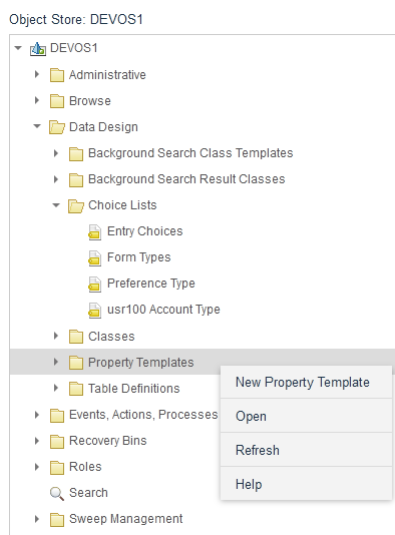 Object Store: DEVOS1
DEVOS1
Administrative
Browse
Data Design
Background Search Class Templates
Background Search Result Classes
Choice Lists
Entry Choices
Form Types
Preference Type
usr100 Account Type
Classes
Property Templates
New Property Template
Table Definitions
Open
Events, Actions, Processes
Recovery Bins
Refresh
Roles
Help
Search
Sweep Management